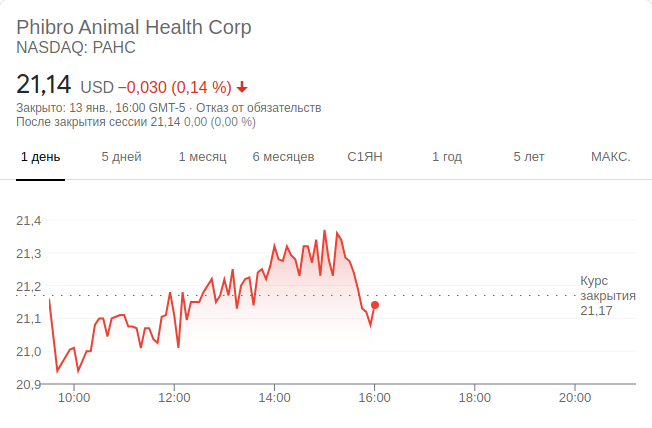 Phibro Animal Health Corp
NASDAQ: PAHC
21,14 USD −0,030 (0,14 %)
Закрыто: 13 янв., 16:00 GMT-5 · Отказ от обязательств
После закрытия сессии 21,14 0,00 (0,00 %)
1 день 5 дней 1 месяц 6 месяцев С1ЯН 1 год 5 лет МАКС.
21,4
21,3
21,2
21,1
21,0
20,9
Курс
закрытия
21,17
10:00 12:00 14:00 16:00 18:00 20:00